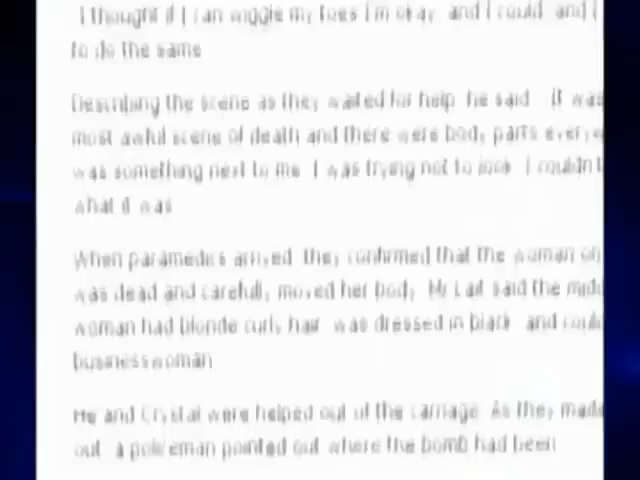 I thought if I can wiggle my toes I'm okay and I could and I
to do the same
Describing the scene as they waited for help he said it was
most awful scene of death and there were body parts everyw
was something next to me I was trying not to look I couldn't
what it was
When paramedics arrived they confirmed that the woman on
was dead and carefully moved her body Mr Lait said the midd
woman had blonde curly hair was dressed in black and could
businesswoman
He and Crystal were helped out of the carriage As they made
out a policeman pointed out where the bomb had been